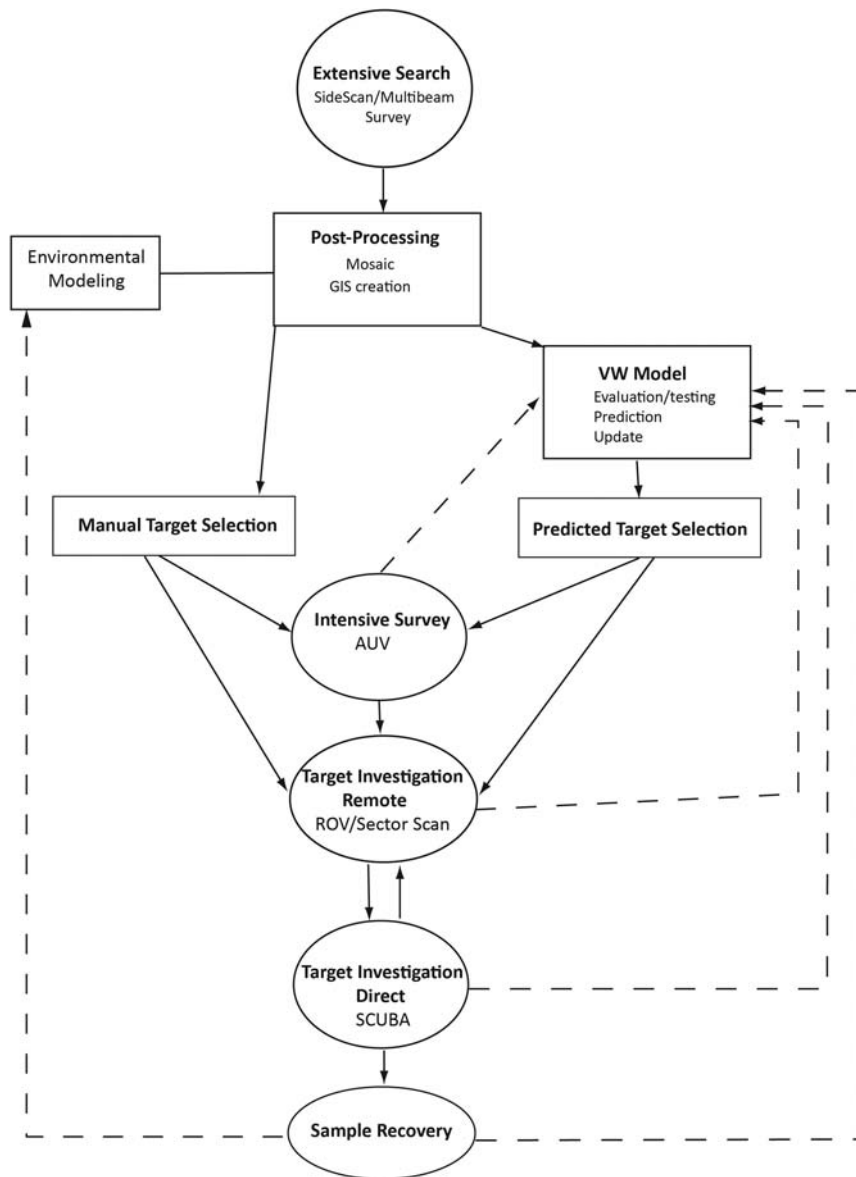 Extensive Search
SideScan/Multibeam
Survey
Post-Processing
Mosaic
GIS creation
Environmental
Modeling
VW Model
Evaluation/testing
Prediction
Update
Manual Target Selection
Predicted Target Selection
Intensive Survey
AUV
Target Investigation
Remote
ROV/Sector Scan
Target Investigation
Direct
SCUBA
Sample Recovery